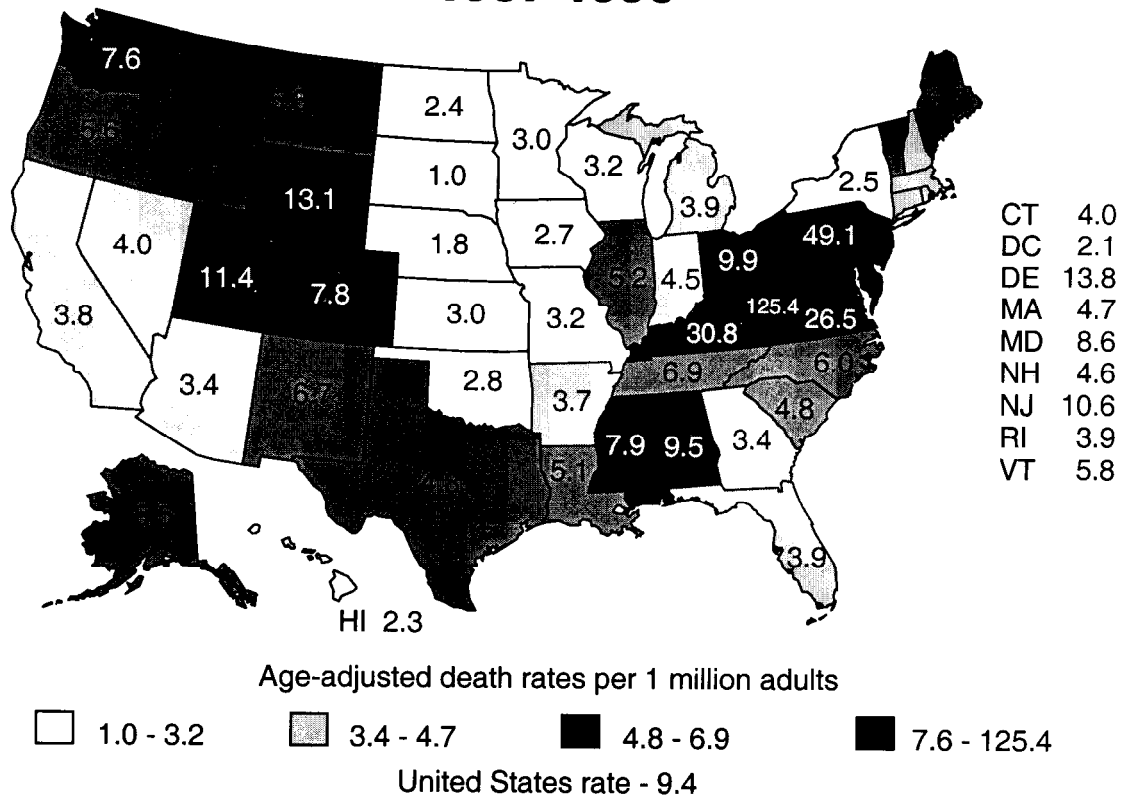 7.6
2.4
3.0
5.6
3.2
1.0
2.5
13.1
3.9
4.0
1.8
2.7
49.1
9.9
11.4
7.8
5.2
4.5
3.8
3.0
3.2
125.4
26.5
30.8
3.4
2.8
6.7
6.9
6.0
3.7
4.8
7.9
9.5
3.4
5.1
3.9
CT 4.0
DC 2.1
DE 13.8
MA 4.7
MD 8.6
NH 4.6
NJ 10.6
RI 3.9
VT 5.8
HI 2.3
Age-adjusted death rates per 1 million adults
1.0 - 3.2
3.4 - 4.7
4.8 - 6.9
7.6 - 125.4
United States rate - 9.4